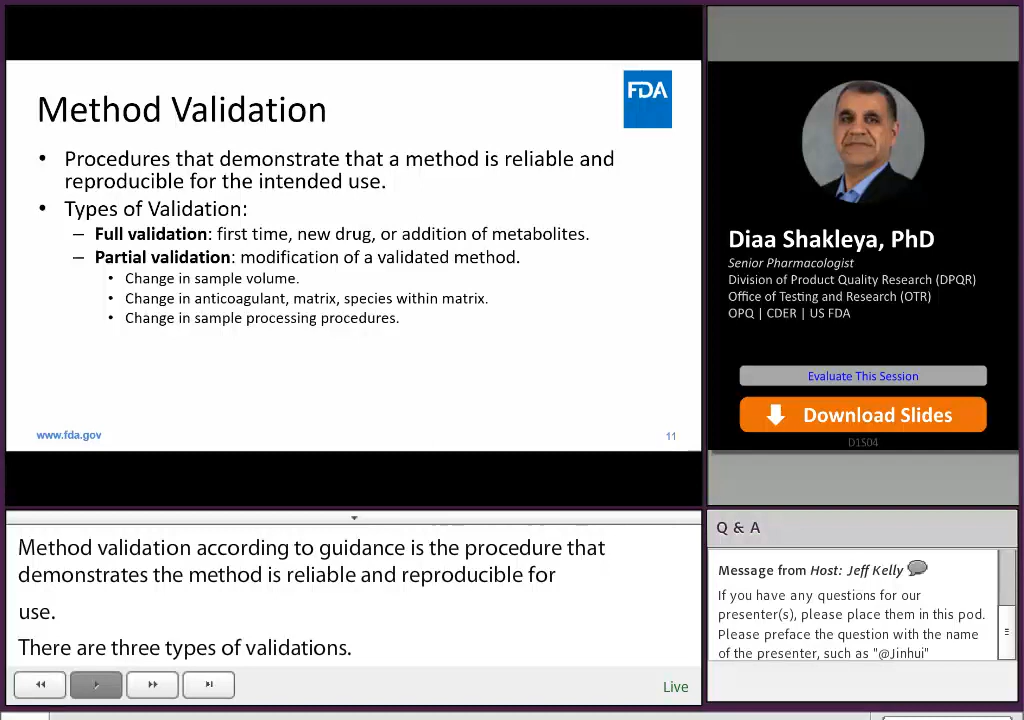 FDA
Method Validation
• Procedures that demonstrate that a method is reliable and
reproducible for the intended use.
• Types of Validation:
– Full validation: first time, new drug, or addition of metabolites.
– Partial validation: modification of a validated method.
• Change in sample volume.
• Change in anticoagulant, matrix, species within matrix.
• Change in sample processing procedures.
www.fda.gov
11
Diaa Shakleya, PhD
Senior Pharmacologist
Division of Product Quality Research (DPQR)
Office of Testing and Research (OTR)
OPQ | CDER | US FDA
Evaluate This Session
Download Slides
D1S04
Method validation according to guidance is the procedure that
demonstrates the method is reliable and reproducible for
use.
There are three types of validations.
Live
Q & A
Message from Host: Jeff Kelly
If you have any questions for our
presenter(s), please place them in this pod.
Please preface the question with the name
of the presenter, such as "@Jinhui"